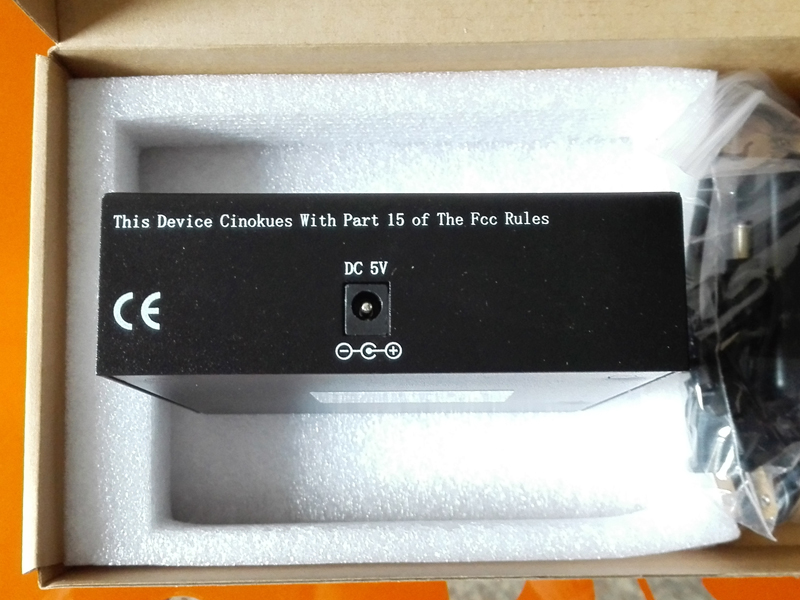 This Device Cinokues With Part 15 of The Fcc Rules
DC 5V
CE